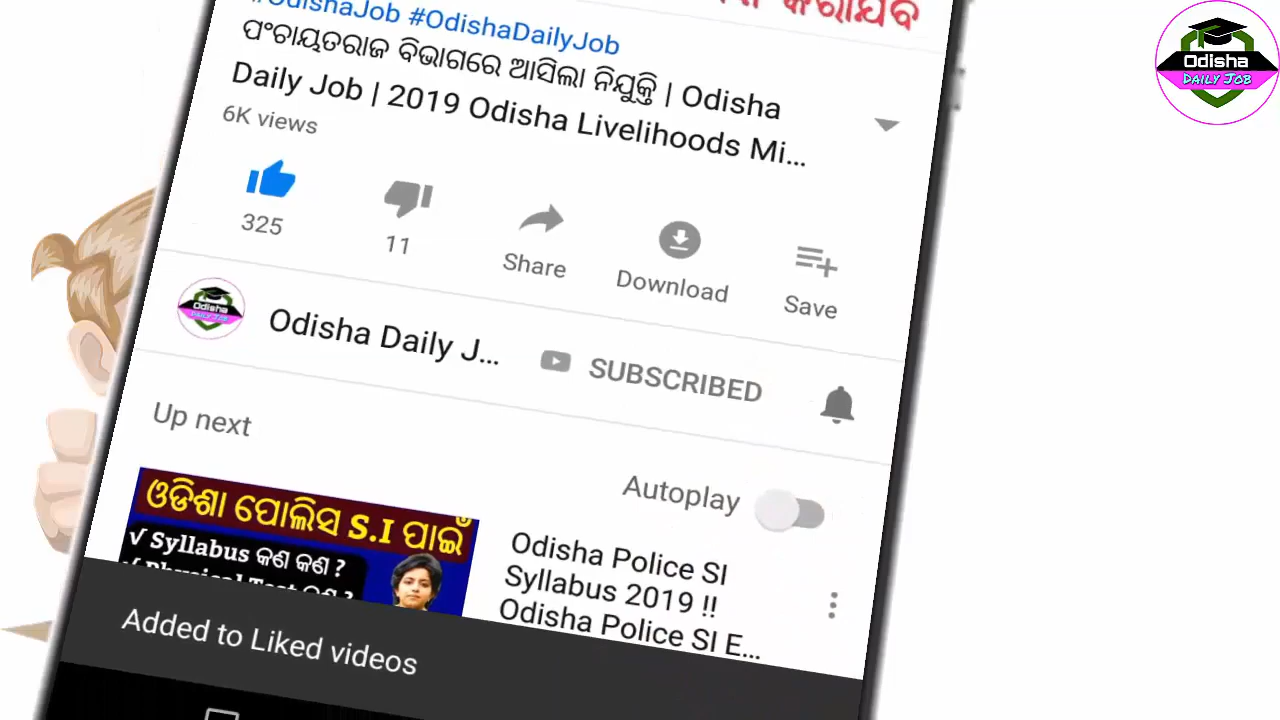 #OdishaJob #OdishaDailyJob
ପଂଚାୟତରାଜ ବିଭାଗରେ ଆସିଲା ନିଯୁକ୍ତି | Odisha
Daily Job | 2019 Odisha Livelihoods Mi...
6K views
325
11
Share
Download
Save
Odisha Daily J...
SUBSCRIBED
Up next
Autoplay
ଓଡିଶା ପୋଲିସ S.I ପାଇଁ
√ Syllabus କଣ କଣ ?
Odisha Police SI
Syllabus 2019 !!
Odisha Police SI E...
Added to Liked videos
Odisha
DAILY JOB